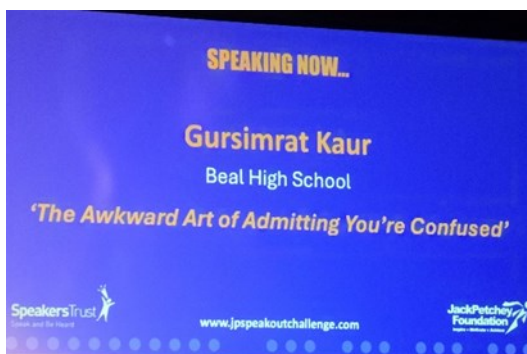 SPEAKING NOW...
Gursimrat Kaur
Beal High School
‘The Awkward Art of Admitting You’re Confused’
SpeakersTrust
Speak and Be Heard
www.jpspeakoutchallenge.com
JackPetchey
Foundation